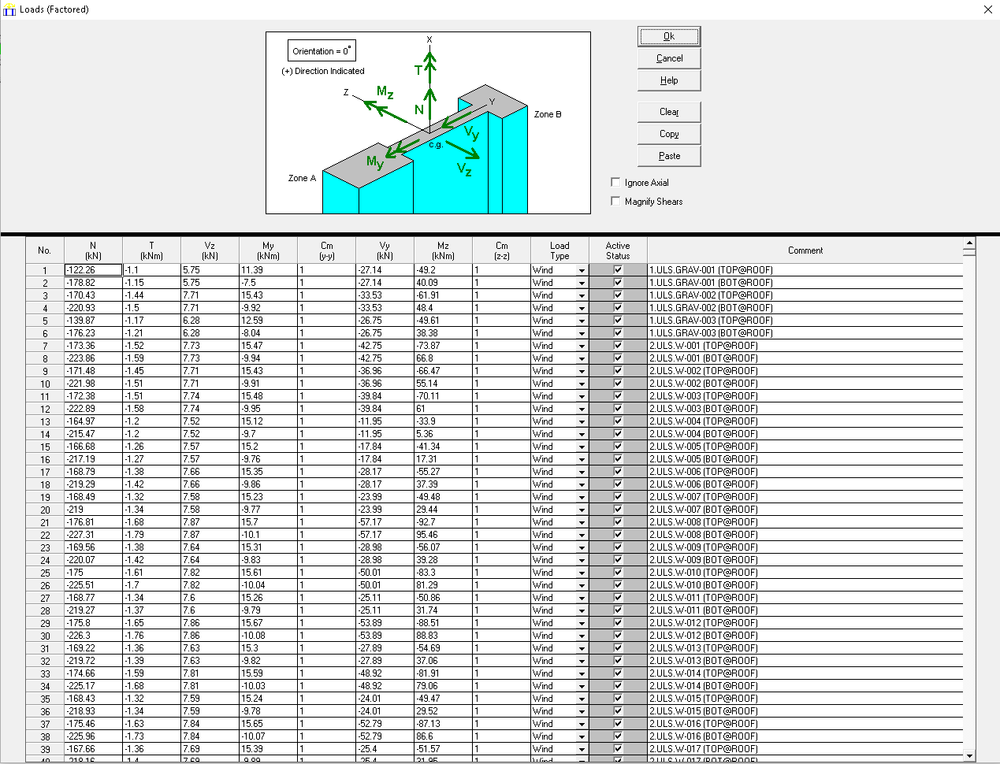 Loads (Factored)
Orientation = 0°
(+) Direction Indicated
X
T
N
Z
Mz
Y
Vy
c.g.
My
Vz
Zone A
Zone B
Ok
Cancel
Help
Clear
Copy
Paste
Ignore Axial
Magnify Shears
No. N (kN) T (kNm) Vz (kN) My (kNm) Cm (y-y) Vy (kN) Mz (kNm) Cm (z-z) Load Type Active Status Comment
1 -122.26 -1.1 5.75 11.39 1 -27.14 -49.2 1 Wind 1.ULS.GRAV-001 (TOP@ROOF)
2 -178.82 -1.15 5.75 -7.5 1 -27.14 40.09 1 Wind 1.ULS.GRAV-001 (BOT@ROOF)
3 -170.43 -1.44 7.71 15.43 1 -33.53 -61.91 1 Wind 1.ULS.GRAV-002 (TOP@ROOF)
4 -220.93 -1.5 7.71 -9.92 1 -33.53 48.4 1 Wind 1.ULS.GRAV-002 (BOT@ROOF)
5 -139.87 -1.17 6.28 12.59 1 -26.75 -49.61 1 Wind 1.ULS.GRAV-003 (TOP@ROOF)
6 -176.23 -1.21 6.28 -8.04 1 -26.75 38.38 1 Wind 1.ULS.GRAV-003 (BOT@ROOF)
7 -173.36 -1.52 7.73 15.47 1 -42.75 -73.87 1 Wind 2.ULS.W-001 (TOP@ROOF)
8 -223.86 -1.59 7.73 -9.94 1 -42.75 66.8 1 Wind 2.ULS.W-001 (BOT@ROOF)
9 -171.48 -1.45 7.71 15.43 1 -36.96 -66.47 1 Wind 2.ULS.W-002 (TOP@ROOF)
10 -221.98 -1.51 7.71 -9.91 1 -36.96 55.14 1 Wind 2.ULS.W-002 (BOT@ROOF)
11 -172.38 -1.51 7.74 15.48 1 -39.84 -70.11 1 Wind 2.ULS.W-003 (TOP@ROOF)
12 -222.89 -1.58 7.74 -9.95 1 -39.84 61 1 Wind 2.ULS.W-003 (BOT@ROOF)
13 -164.97 -1.2 7.52 15.12 1 -11.95 -33.9 1 Wind 2.ULS.W-004 (TOP@ROOF)
14 -215.47 -1.2 7.52 -9.7 1 -11.95 5.36 1 Wind 2.ULS.W-004 (BOT@ROOF)
15 -166.68 -1.26 7.57 15.2 1 -17.84 -41.34 1 Wind 2.ULS.W-005 (TOP@ROOF)
16 -217.19 -1.27 7.57 -9.76 1 -17.84 17.31 1 Wind 2.ULS.W-005 (BOT@ROOF)
17 -168.79 -1.38 7.66 15.35 1 -28.17 -55.27 1 Wind 2.ULS.W-006 (TOP@ROOF)
18 -219.29 -1.42 7.66 -9.86 1 -28.17 37.39 1 Wind 2.ULS.W-006 (BOT@ROOF)
19 -168.49 -1.32 7.58 15.23 1 -23.99 -49.48 1 Wind 2.ULS.W-007 (TOP@ROOF)
20 -219 -1.34 7.58 -9.77 1 -23.99 29.44 1 Wind 2.ULS.W-007 (BOT@ROOF)
21 -176.81 -1.68 7.87 15.7 1 -57.17 -92.7 1 Wind 2.ULS.W-008 (TOP@ROOF)
22 -227.31 -1.79 7.87 -10.1 1 -57.17 95.46 1 Wind 2.ULS.W-008 (BOT@ROOF)
23 -169.56 -1.38 7.64 15.31 1 -28.98 -56.07 1 Wind 2.ULS.W-009 (TOP@ROOF)
24 -220.07 -1.42 7.64 -9.83 1 -28.98 39.28 1 Wind 2.ULS.W-009 (BOT@ROOF)
25 -175 -1.61 7.82 15.61 1 -50.01 -83.3 1 Wind 2.ULS.W-010 (TOP@ROOF)
26 -225.51 -1.7 7.82 -10.04 1 -50.01 81.29 1 Wind 2.ULS.W-010 (BOT@ROOF)
27 -168.77 -1.34 7.6 15.26 1 -25.11 -50.86 1 Wind 2.ULS.W-011 (TOP@ROOF)
28 -219.27 -1.37 7.6 -9.79 1 -25.11 31.74 1 Wind 2.ULS.W-011 (BOT@ROOF)
29 -175.8 -1.65 7.86 15.67 1 -53.89 -88.51 1 Wind 2.ULS.W-012 (TOP@ROOF)
30 -226.3 -1.76 7.86 -10.08 1 -53.89 88.83 1 Wind 2.ULS.W-012 (BOT@ROOF)
31 -169.22 -1.36 7.63 15.3 1 -27.89 -54.69 1 Wind 2.ULS.W-013 (TOP@ROOF)
32 -219.72 -1.39 7.63 -9.82 1 -27.89 37.06 1 Wind 2.ULS.W-013 (BOT@ROOF)
33 -174.66 -1.59 7.81 15.59 1 -48.92 -81.91 1 Wind 2.ULS.W-014 (TOP@ROOF)
34 -225.17 -1.68 7.81 -10.03 1 -48.92 79.06 1 Wind 2.ULS.W-014 (BOT@ROOF)
35 -168.43 -1.32 7.59 15.24 1 -24.01 -49.47 1 Wind 2.ULS.W-015 (TOP@ROOF)
36 -218.93 -1.34 7.59 -9.78 1 -24.01 29.52 1 Wind 2.ULS.W-015 (BOT@ROOF)
37 -175.46 -1.63 7.84 15.65 1 -52.79 -87.13 1 Wind 2.ULS.W-016 (TOP@ROOF)
38 -225.96 -1.73 7.84 -10.07 1 -52.79 86.6 1 Wind 2.ULS.W-016 (BOT@ROOF)
39 -167.66 -1.36 7.69 15.39 1 -25.4 -51.57 1 Wind 2.ULS.W-017 (TOP@ROOF)
40 -218.16 -1.4 7.69 -9.89 1 -25.4 31.95 1 Wind 2.ULS.W-017 (BOT@ROOF)